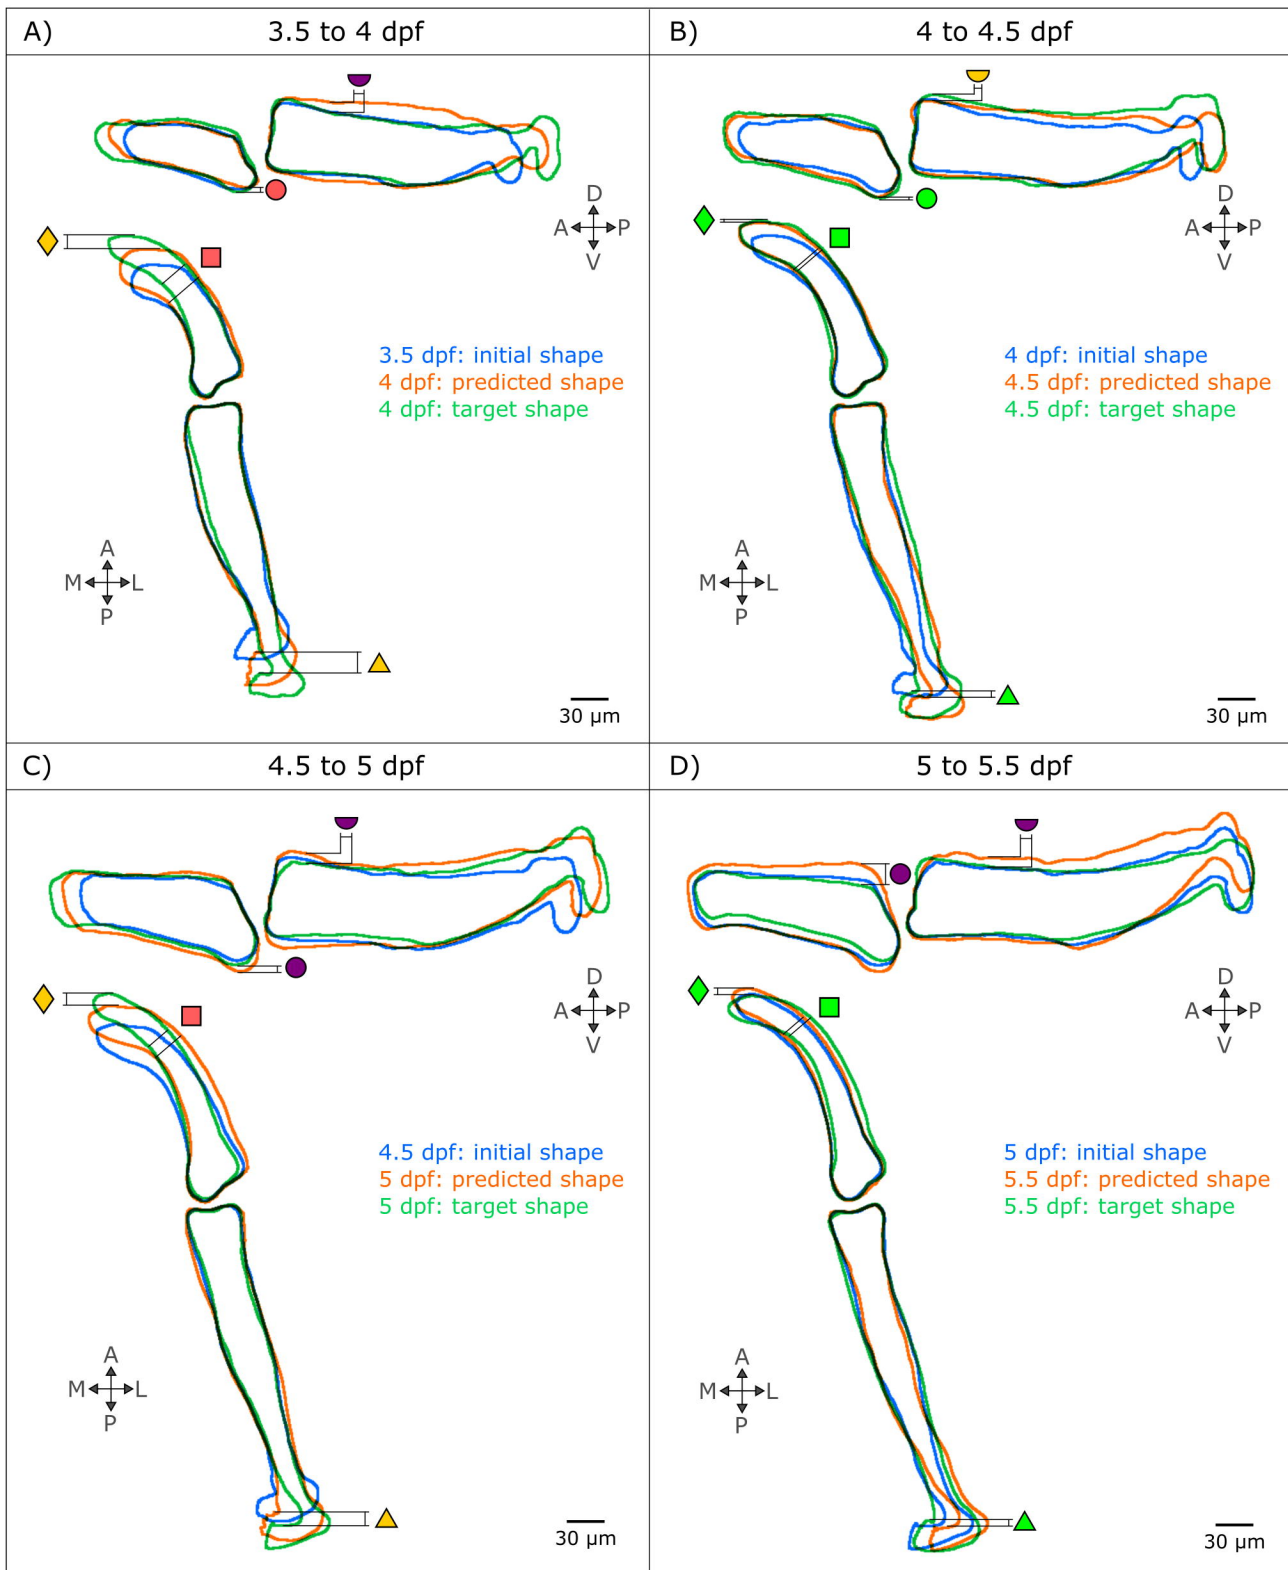 A) 3.5 to 4 dpf
B) 4 to 4.5 dpf
D
A P
V
D
A P
V
3.5 dpf: initial shape
4 dpf: predicted shape
4 dpf: target shape
4 dpf: initial shape
4.5 dpf: predicted shape
4.5 dpf: target shape
A
M L
P
A
M L
P
30 µm
30 µm
C) 4.5 to 5 dpf
D) 5 to 5.5 dpf
D
A P
V
D
A P
V
4.5 dpf: initial shape
5 dpf: predicted shape
5 dpf: target shape
5 dpf: initial shape
5.5 dpf: predicted shape
5.5 dpf: target shape
A
M L
P
A
M L
P
30 µm
30 µm